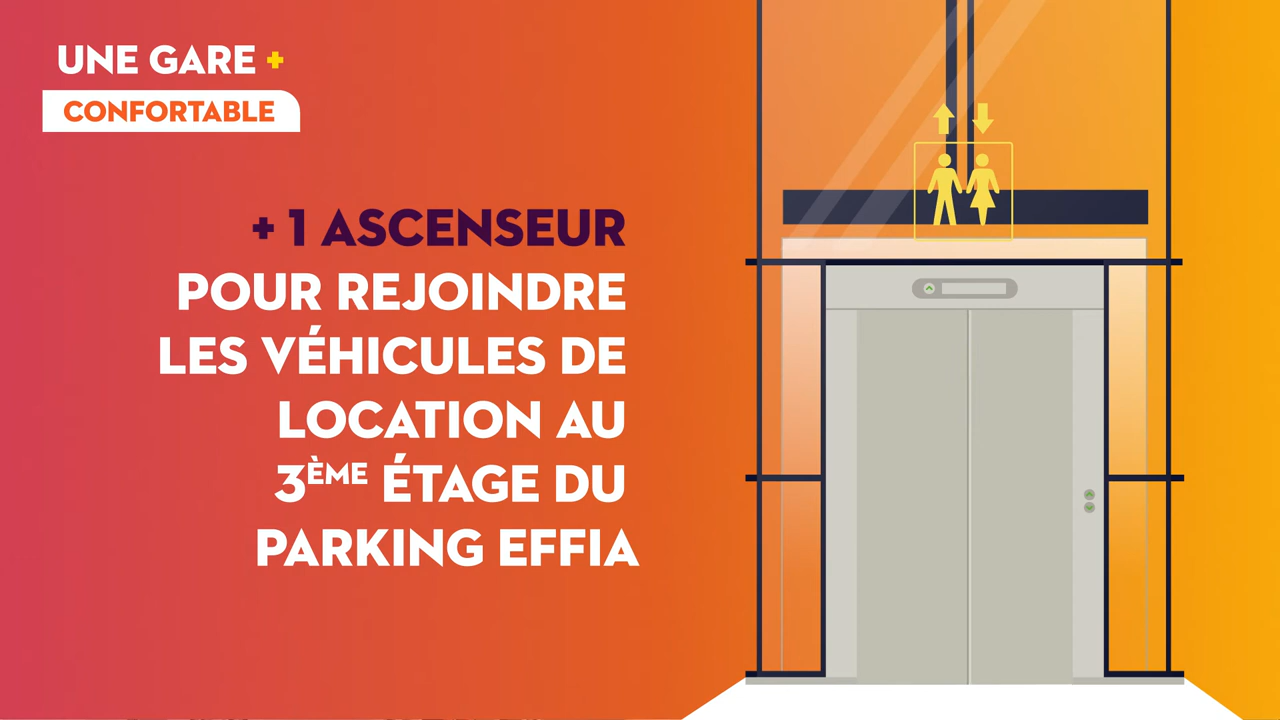 UNE GARE +
CONFORTABLE
+ 1 ASCENSEUR
POUR REJOINDRE
LES VÉHICULES DE
LOCATION AU
3ÈME ÉTAGE DU
PARKING EFFIA